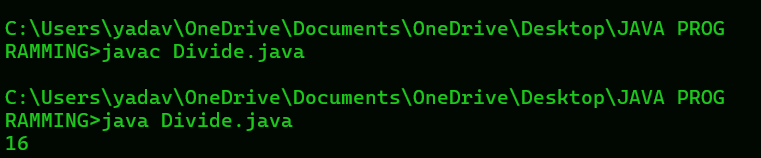 C:\Users\yadav\OneDrive\Documents\OneDrive\Desktop\JAVA PROG
RAMMING>javac Divide.java
C:\Users\yadav\OneDrive\Documents\OneDrive\Desktop\JAVA PROG
RAMMING>java Divide.java
16